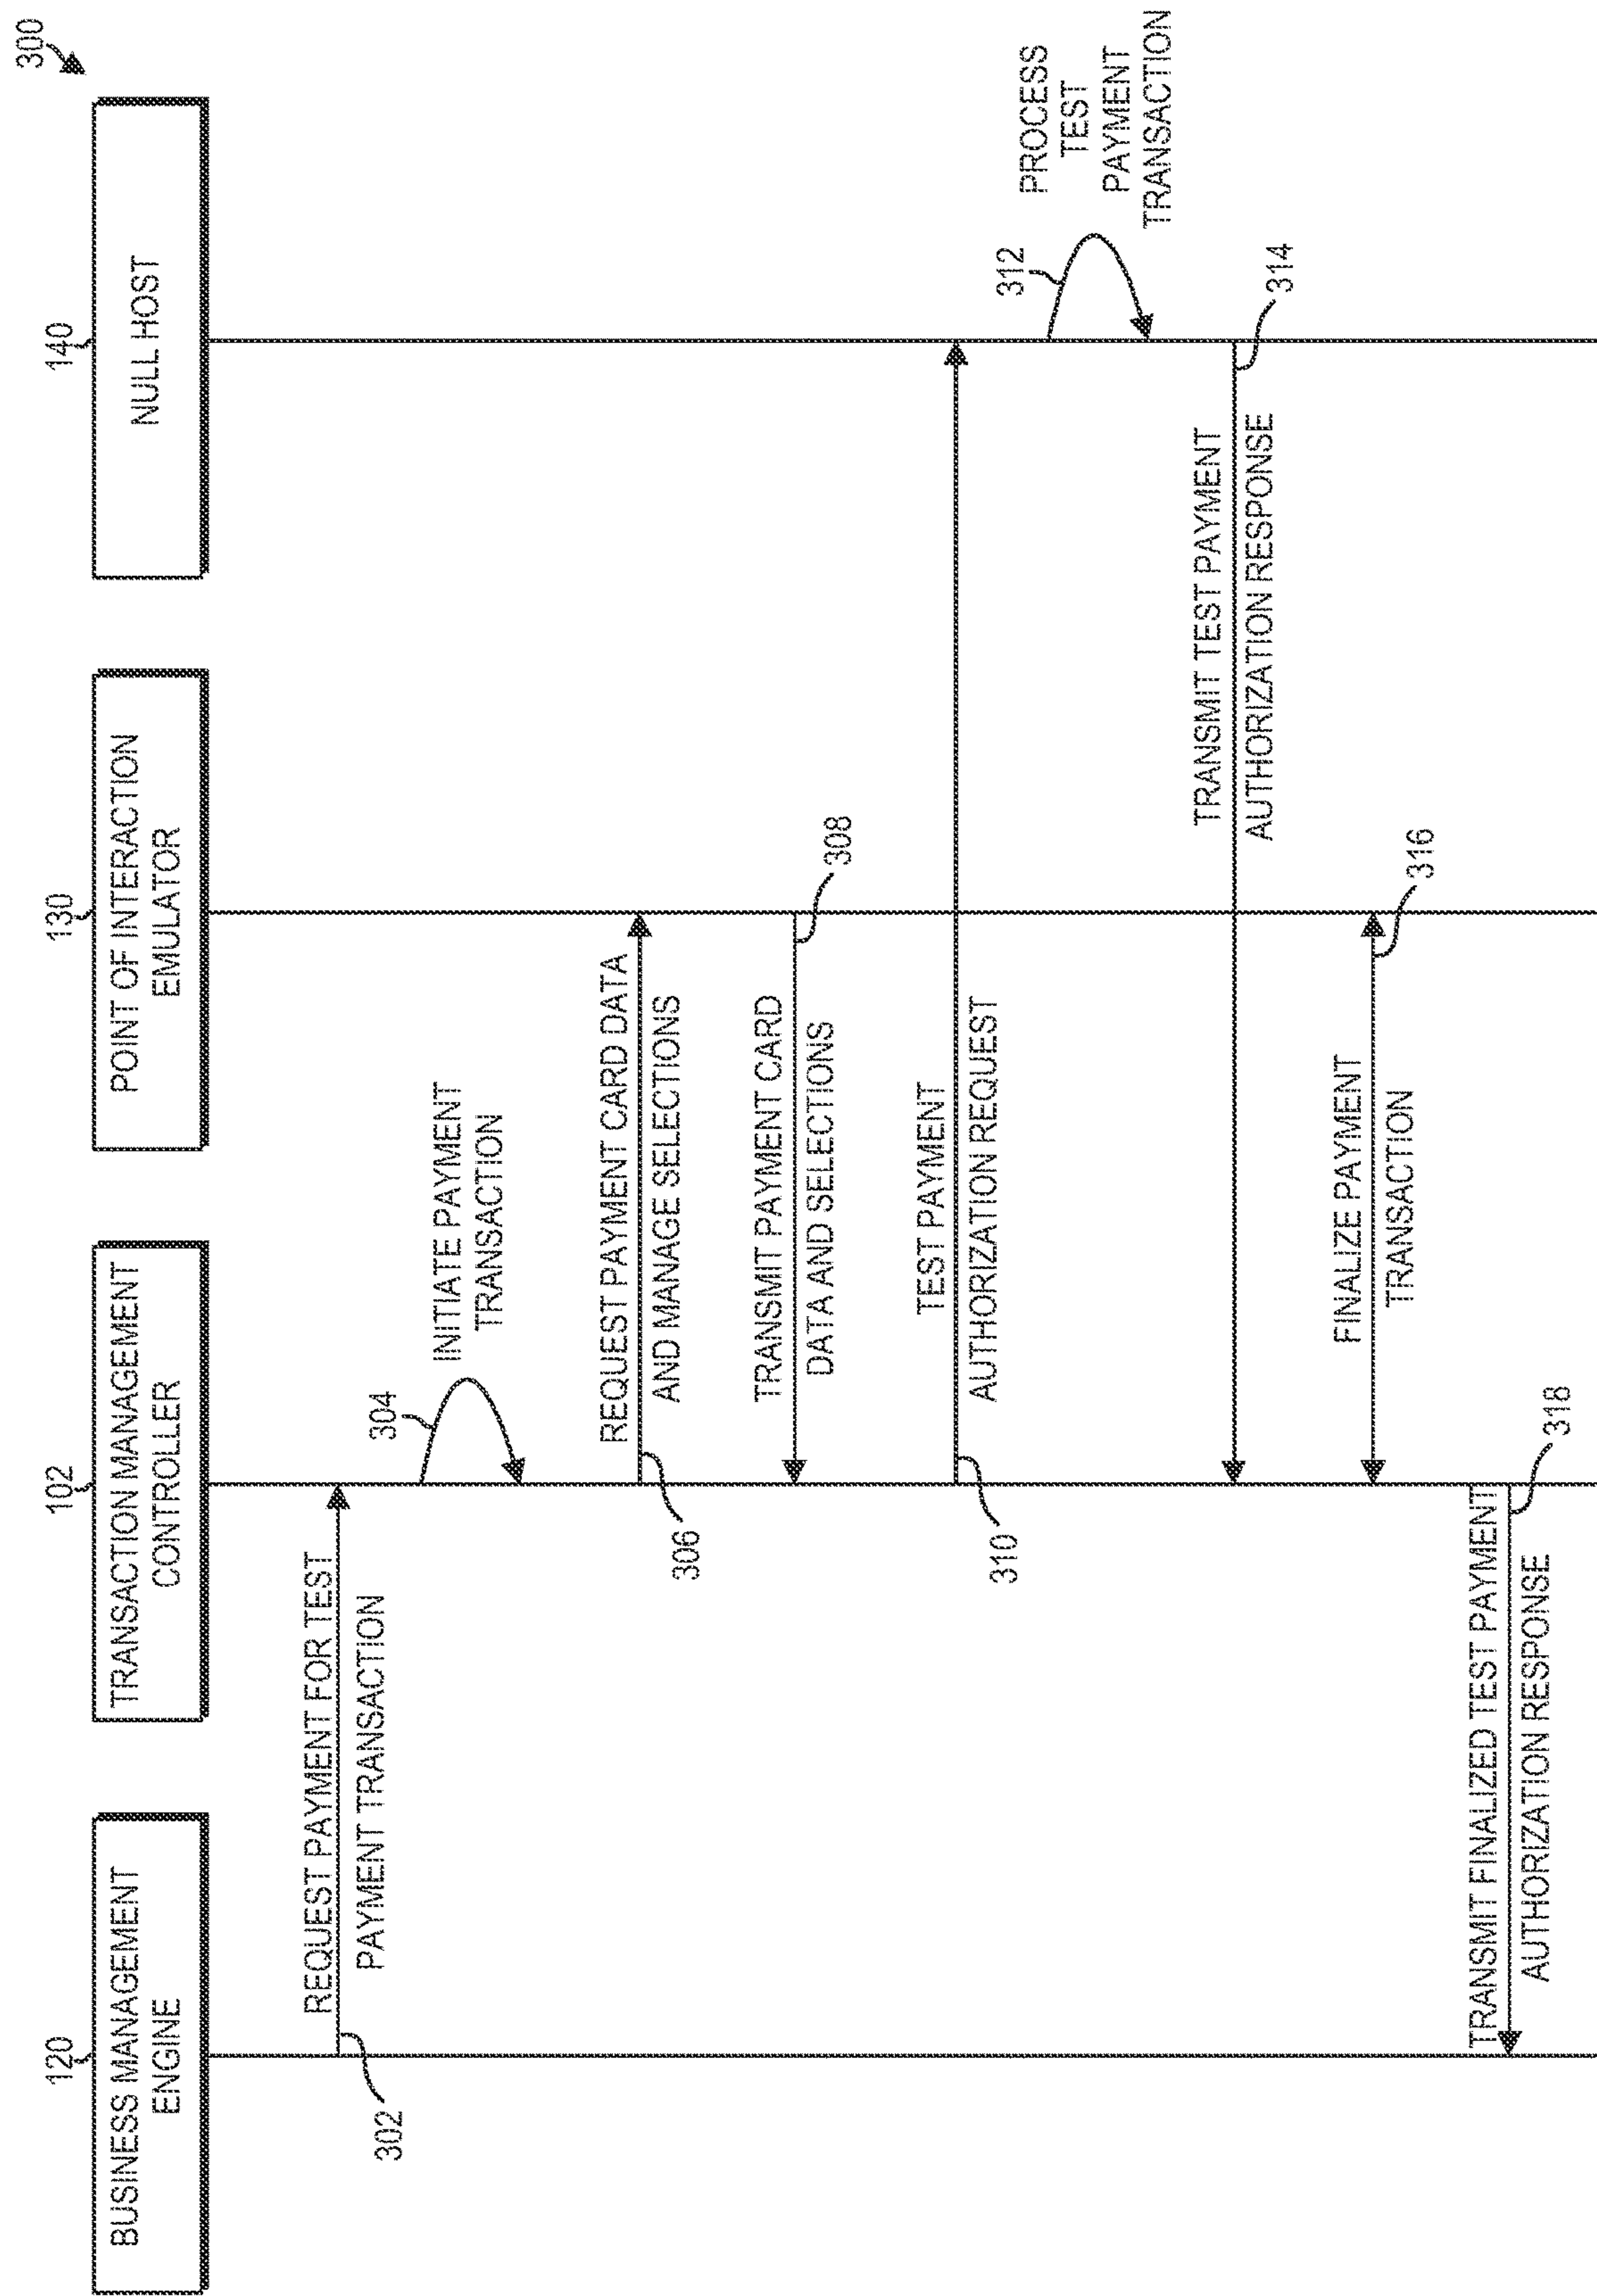 300
120
BUSINESS MANAGEMENT
ENGINE
102
TRANSACTION MANAGEMENT
CONTROLLER
130
POINT OF INTERACTION
EMULATOR
140
NULL HOST
REQUEST PAYMENT FOR TEST
PAYMENT TRANSACTION
302
304
INITIATE PAYMENT
TRANSACTION
REQUEST PAYMENT CARD DATA
AND MANAGE SELECTIONS
306
TRANSMIT PAYMENT CARD
DATA AND SELECTIONS
308
TEST PAYMENT
AUTHORIZATION REQUEST
310
312
PROCESS
TEST
PAYMENT
TRANSACTION
TRANSMIT TEST PAYMENT
AUTHORIZATION RESPONSE
314
FINALIZE PAYMENT
TRANSACTION
316
TRANSMIT FINALIZED TEST PAYMENT
AUTHORIZATION RESPONSE
318